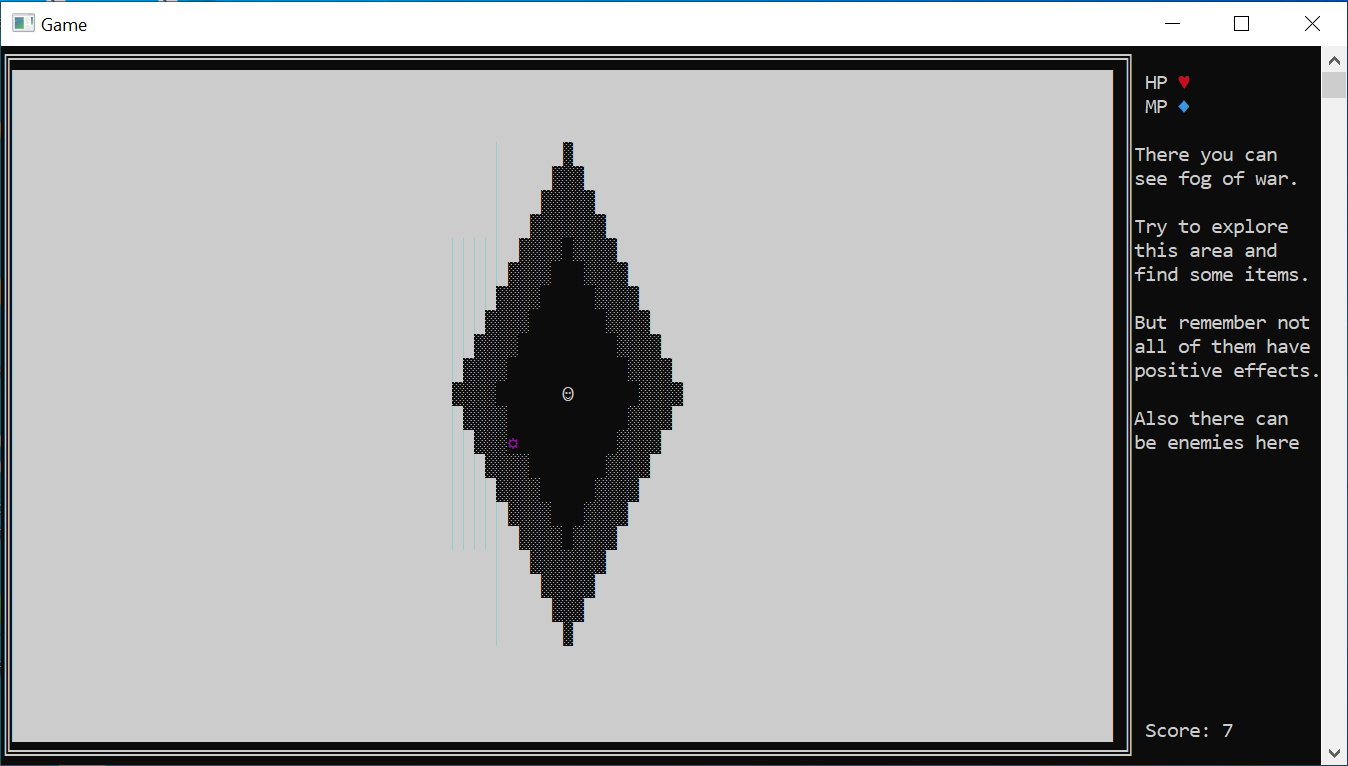 Game
HP ♥
MP ♦
There you can
see fog of war.
Try to explore
this area and
find some items.
But remember not
all of them have
positive effects.
Also there can
be enemies here
Score: 7